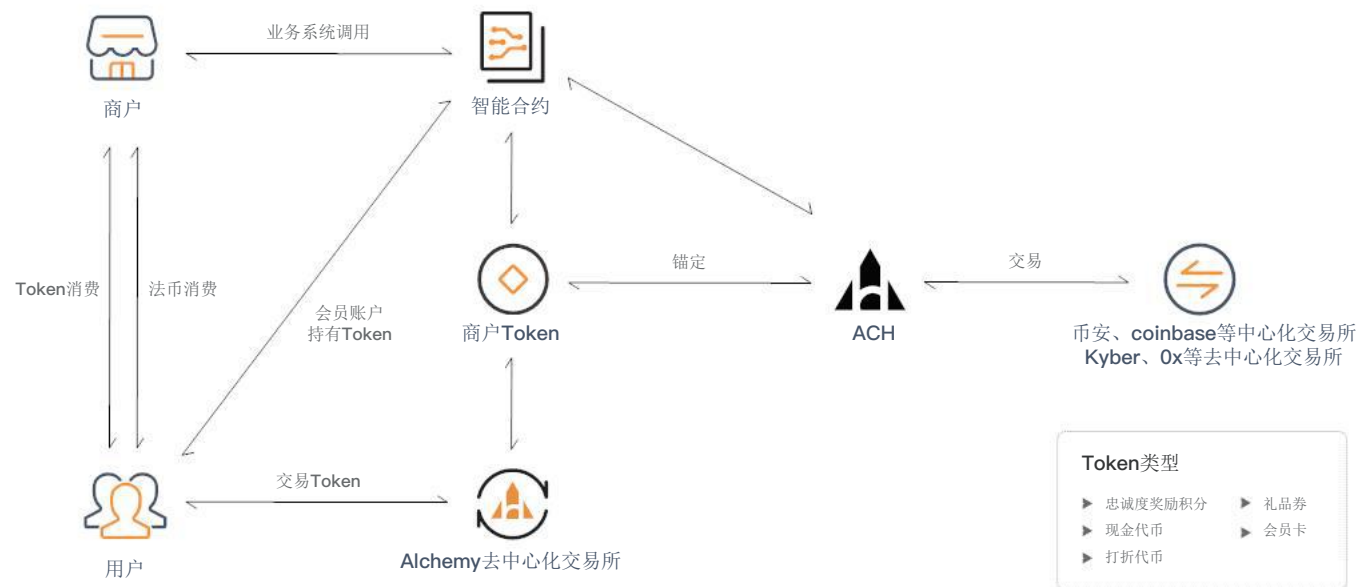 业务系统调用
商户
智能合约
Token消费
法币消费
会员账户
持有Token
商户Token
锚定
ACH
交易
币安、coinbase等中心化交易所
Kyber、0x等去中心化交易所
用户
交易Token
Alchemy去中心化交易所
Token类型
忠诚度奖励积分
礼品券
现金代币
会员卡
打折代币